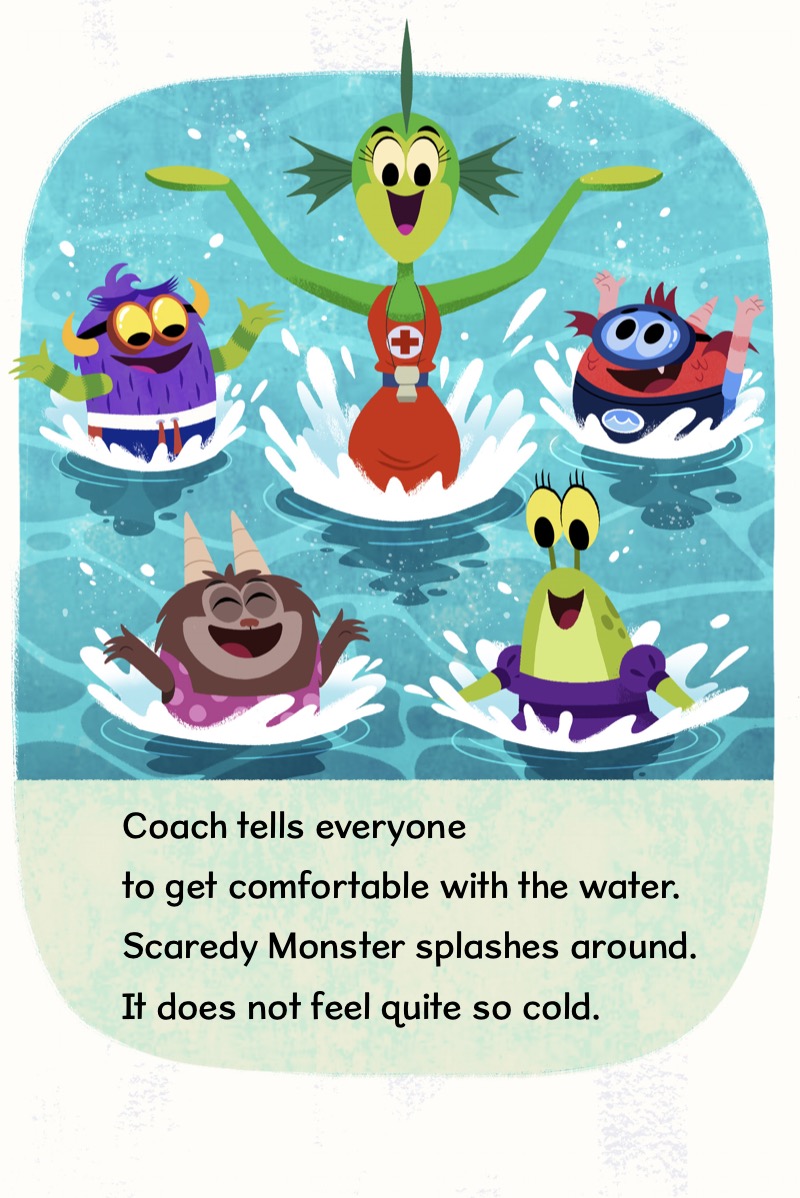 Coach tells everyone
to get comfortable with the water.
Scaredy Monster splashes around.
It does not feel quite so cold.